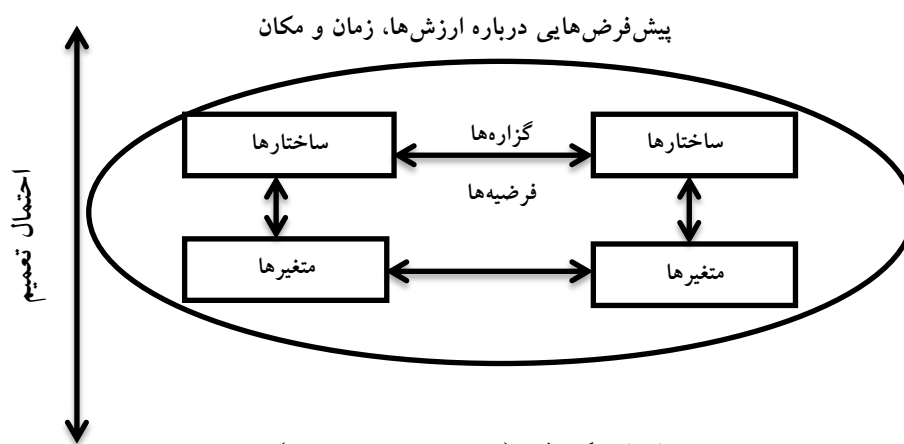 پیش‌فرض‌هایی درباره ارزش‌ها، زمان و مکان
ساختارها
گزاره‌ها
ساختارها
فرضیه‌ها
متغیرها
متغیرها
احتمال تعمیم